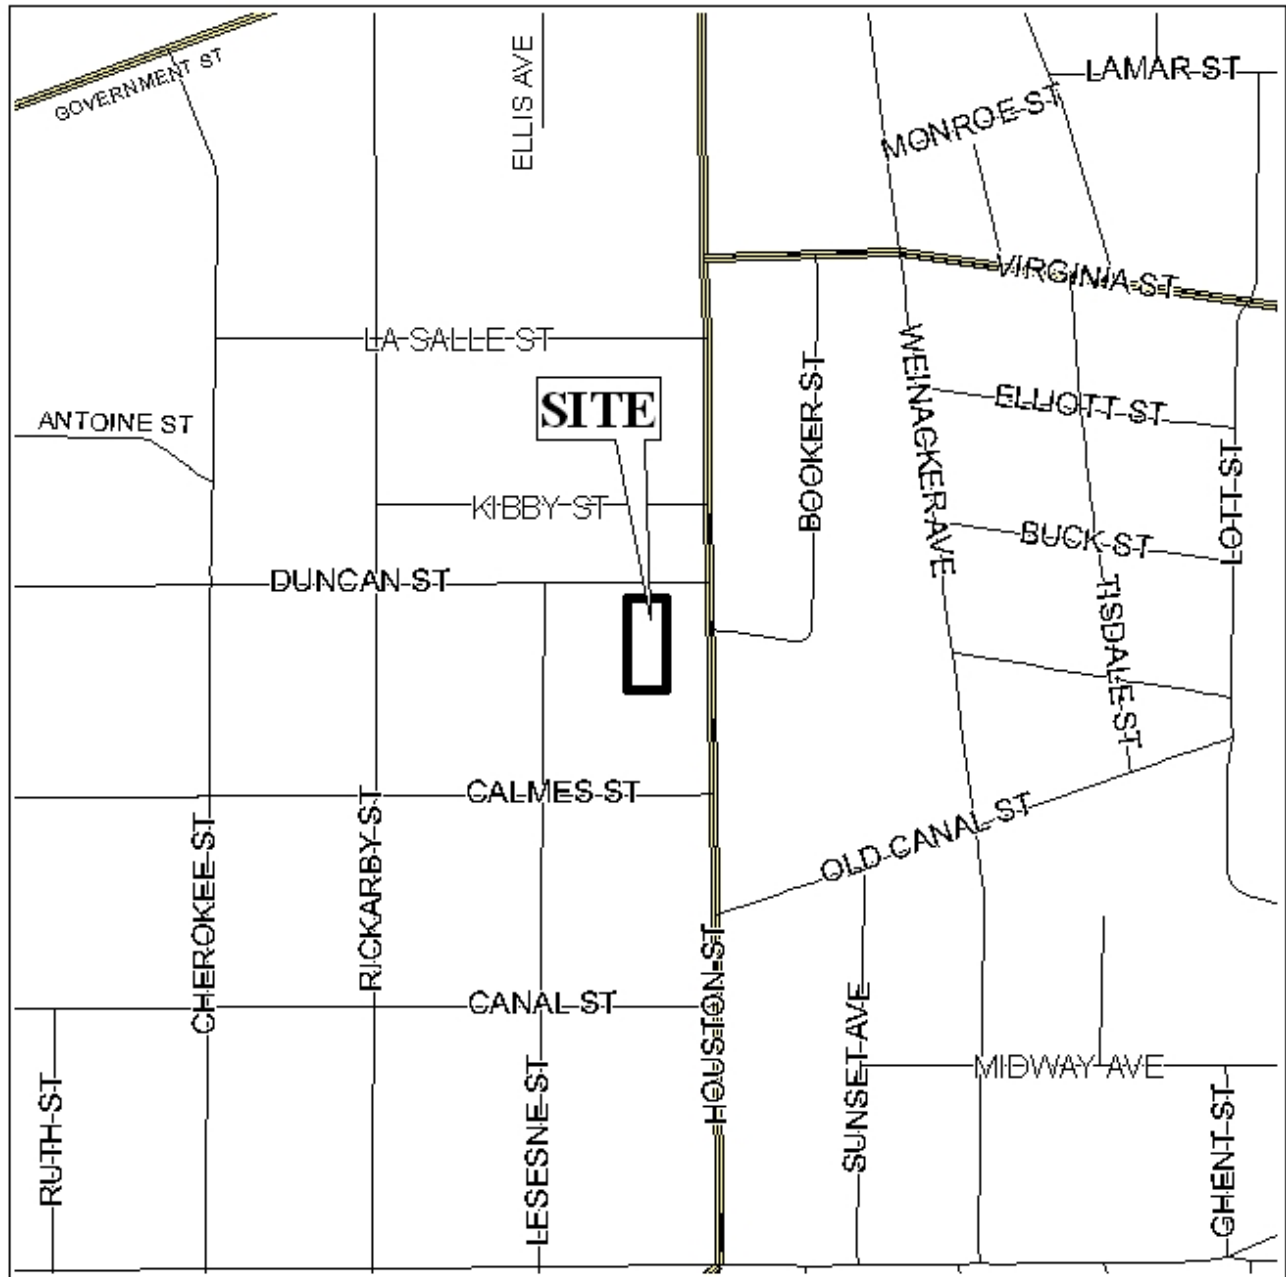 GOVERNMENT ST
ELLIS AVE
LAMAR ST
MONROE ST
VIRGINIA ST
LA SALLE ST
WEINACKER AVE
BOOKER ST
SITE
ELLIOTT ST
ANTOINE ST
LOTT ST
KIBBY ST
BUCK ST
DUNCAN ST
TISDALE ST
CALMES ST
RICKARBY ST
CHEROKEE ST
OLD CANAL ST
HOUSTON ST
CANAL ST
SUNSET AVE
MIDWAY AVE
RUTH ST
LESESNE ST
GHENT ST